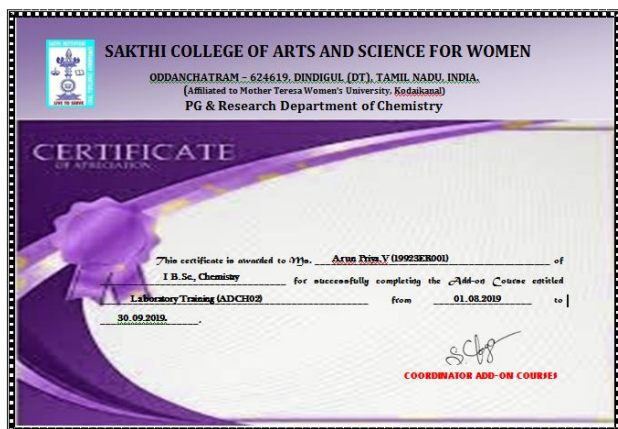 SAKTHI COLLEGE OF ARTS AND SCIENCE FOR WOMEN
ODDANCHATRAM – 624619, DINDIGUL (DT), TAMIL NADU, INDIA.
(Affiliated to Mother Teresa Women's University, Kodaikanal)
PG & Research Department of Chemistry
LIVE TO SERVE
CERTIFICATE
OF APRECIATION
This certificate is awarded to Ms. Arun Priya.V (19923ER001) of
I B.Sc., Chemistry for successfully completing the Add-on Course entitled
Laboratory Training (ADCH02) from 01.08.2019 to
30.09.2019.
COORDINATOR ADD-ON COURSES